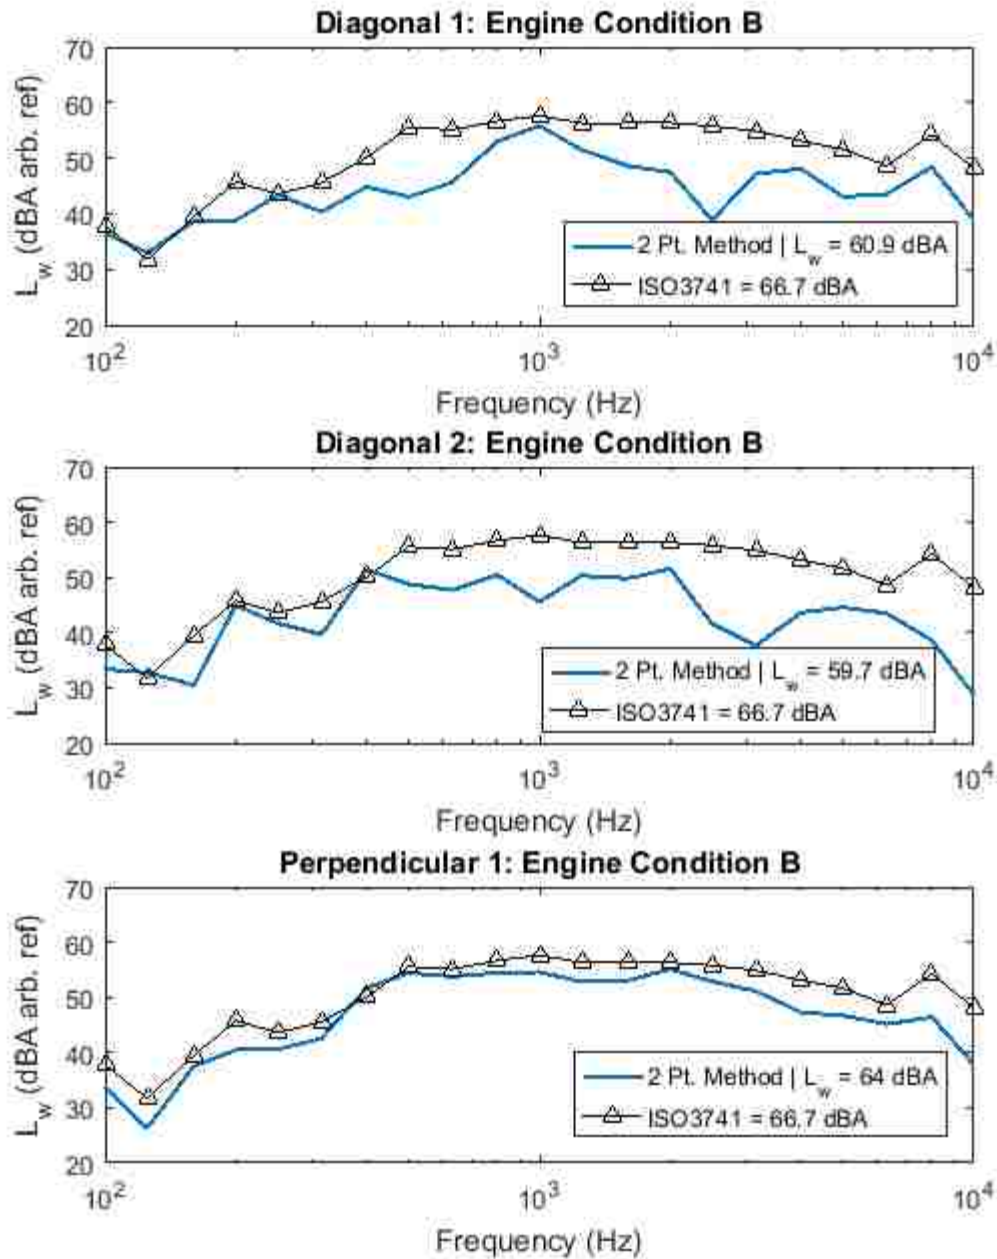 Diagonal 1: Engine Condition B
70
60
50
40
30
20
L_w (dBA arb. ref)
2 Pt. Method | L_w = 60.9 dBA
ISO3741 = 66.7 dBA
10^2
10^3
10^4
Frequency (Hz)
Diagonal 2: Engine Condition B
70
60
50
40
30
20
L_w (dBA arb. ref)
2 Pt. Method | L_w = 59.7 dBA
ISO3741 = 66.7 dBA
10^2
10^3
10^4
Frequency (Hz)
Perpendicular 1: Engine Condition B
70
60
50
40
30
20
L_w (dBA arb. ref)
2 Pt. Method | L_w = 64 dBA
ISO3741 = 66.7 dBA
10^2
10^3
10^4
Frequency (Hz)